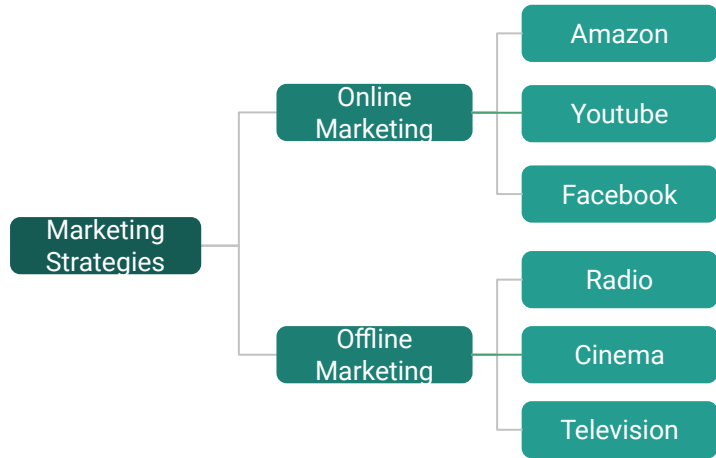 Marketing
Strategies
Online
Marketing
Amazon
Youtube
Facebook
Offline
Marketing
Radio
Cinema
Television